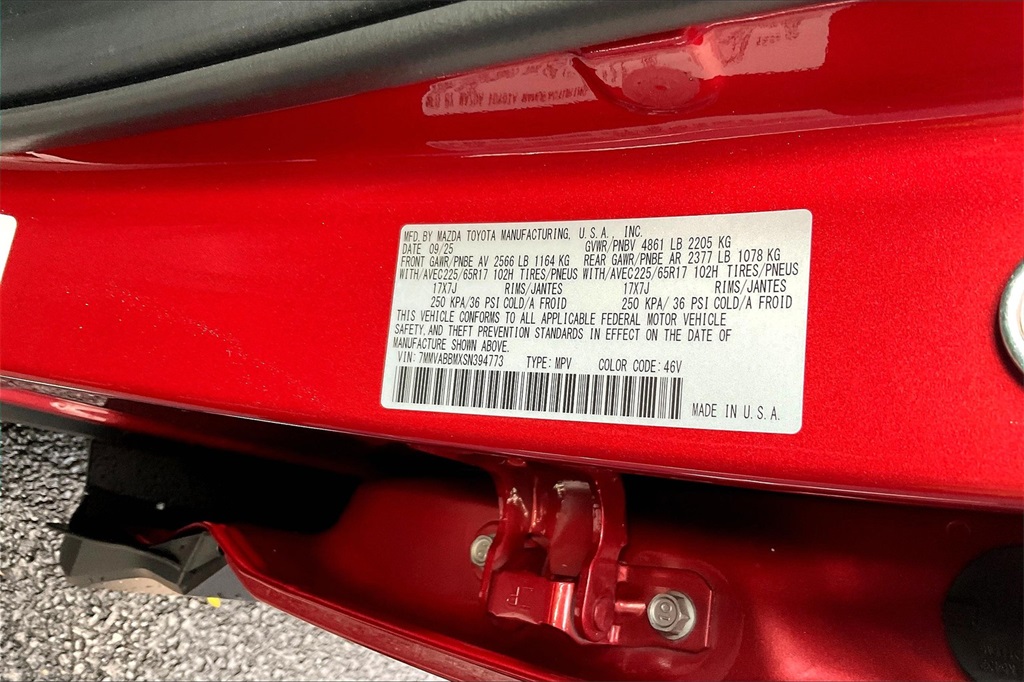 MFD. BY MAZDA TOYOTA MANUFACTURING, U.S.A., INC.
DATE 09/25 GVWR/PNBV 4861 LB 2205 KG
FRONT GAWR/PNBE AV 2566 LB 1164 KG REAR GAWR/PNBE AR 2377 LB 1078 KG
WITH/AVEC225/65R17 102H TIRES/PNEUS WITH/AVEC225/65R17 102H TIRES/PNEUS
17X7J RIMS/JANTES 17X7J RIMS/JANTES
250 KPA/36 PSI COLD/A FROID 250 KPA/ 36 PSI COLD/A FROID
THIS VEHICLE CONFORMS TO ALL APPLICABLE FEDERAL MOTOR VEHICLE
SAFETY, AND THEFT PREVENTION STANDARDS IN EFFECT ON THE DATE OF
MANUFACTURE SHOWN ABOVE.
VIN: 7MMVABBMXSN394773 TYPE: MPV COLOR CODE: 46V
MADE IN U.S.A.
9